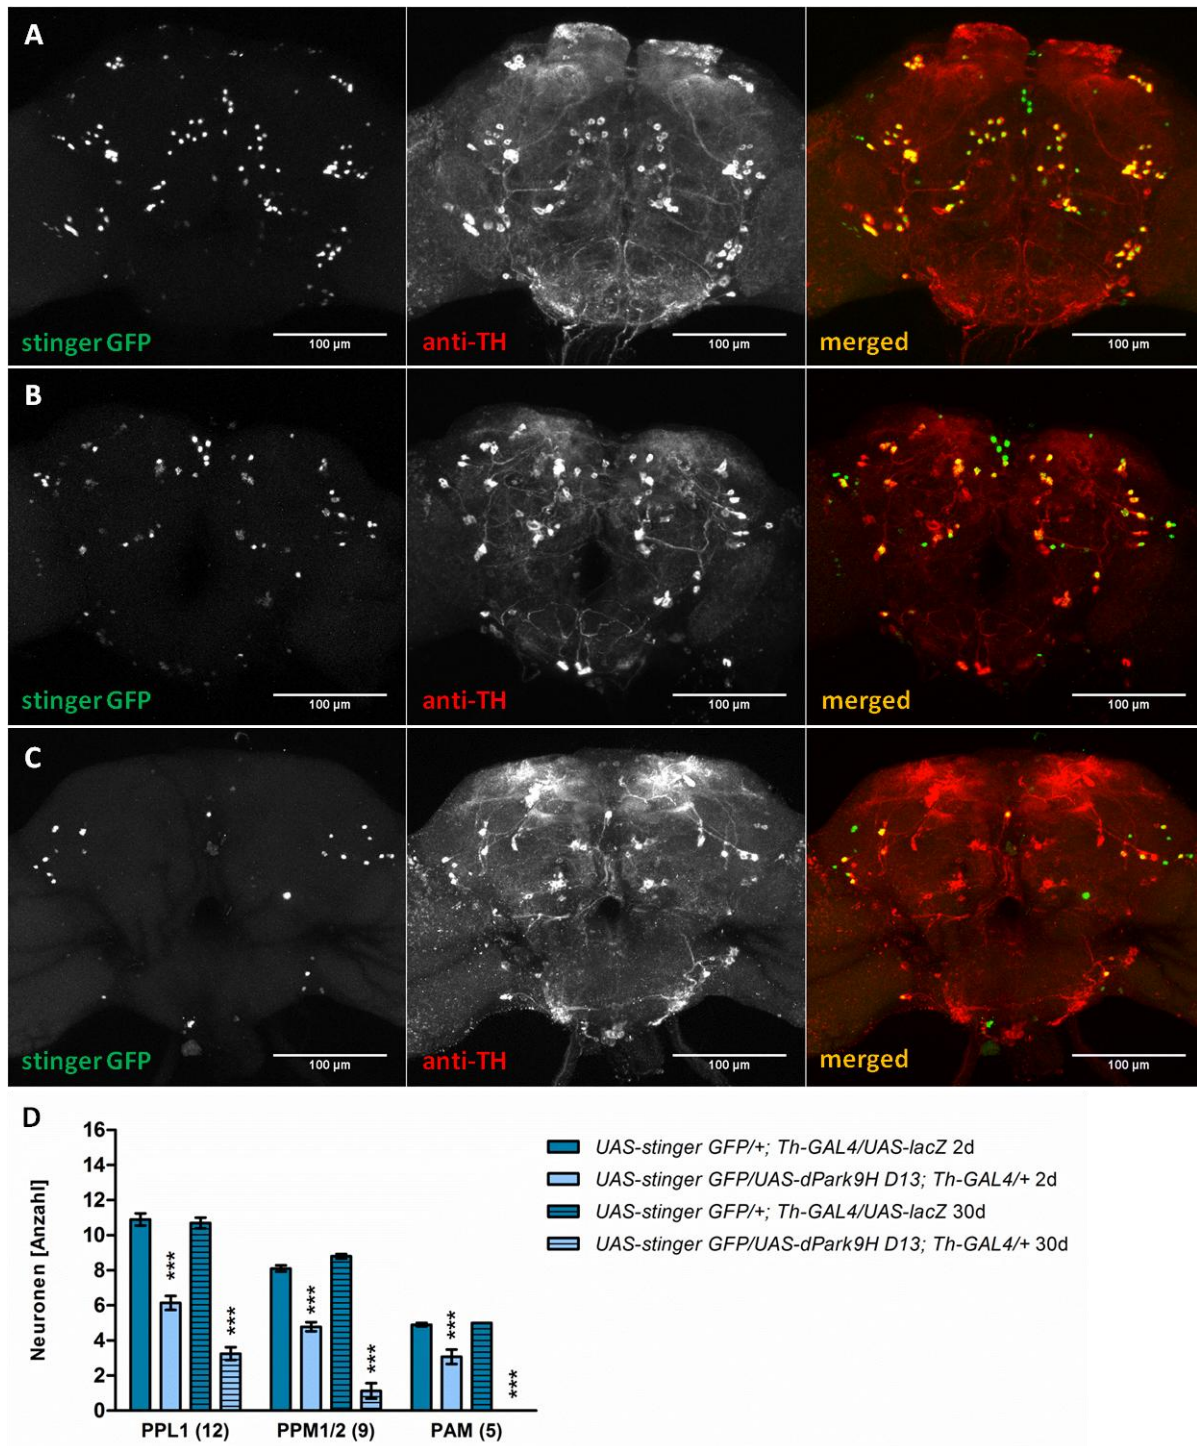 A
stinger GFP
100 µm
anti-TH
100 µm
merged
100 µm
B
stinger GFP
100 µm
anti-TH
100 µm
merged
100 µm
C
stinger GFP
100 µm
anti-TH
100 µm
merged
100 µm
D
Neuronen [Anzahl]
16
14
12
10
8
6
4
2
0
***
***
***
***
***
***
PPL1 (12)
PPM1/2 (9)
PAM (5)
UAS-stinger GFP/+; Th-GAL4/UAS-lacZ 2d
UAS-stinger GFP/UAS-dPark9H D13; Th-GAL4/+ 2d
UAS-stinger GFP/+; Th-GAL4/UAS-lacZ 30d
UAS-stinger GFP/UAS-dPark9H D13; Th-GAL4/+ 30d